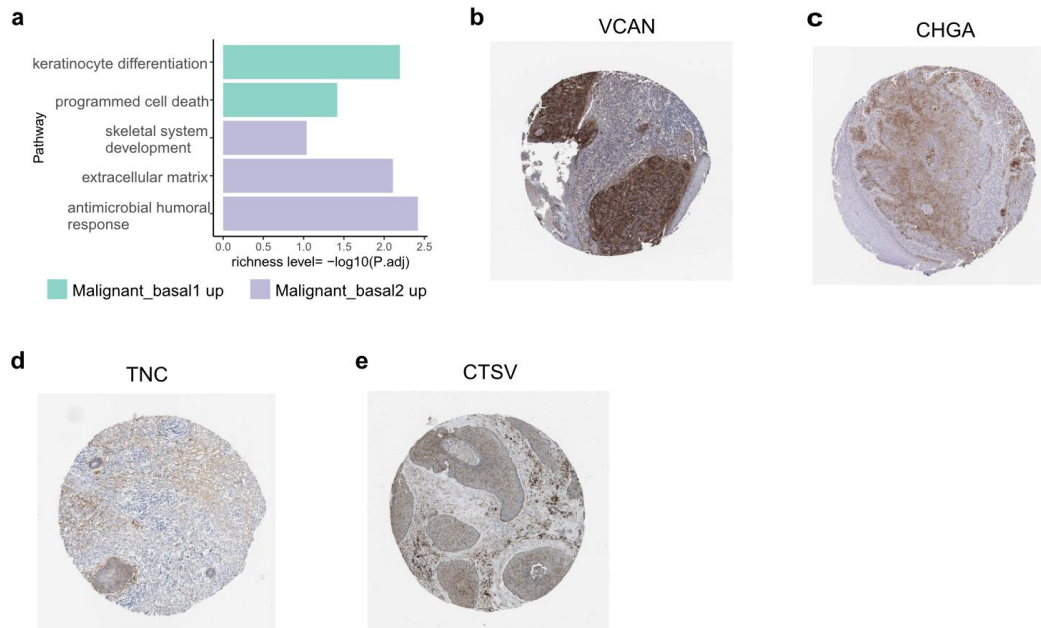 a
keratinocyte differentiation
programmed cell death
skeletal system
development
extracellular matrix
antimicrobial humoral
response
Pathway
0.0 0.5 1.0 1.5 2.0 2.5
richness level= −log10(P.adj)
Malignant_basal1 up
Malignant_basal2 up
b
VCAN
c
CHGA
d
TNC
e
CTSV